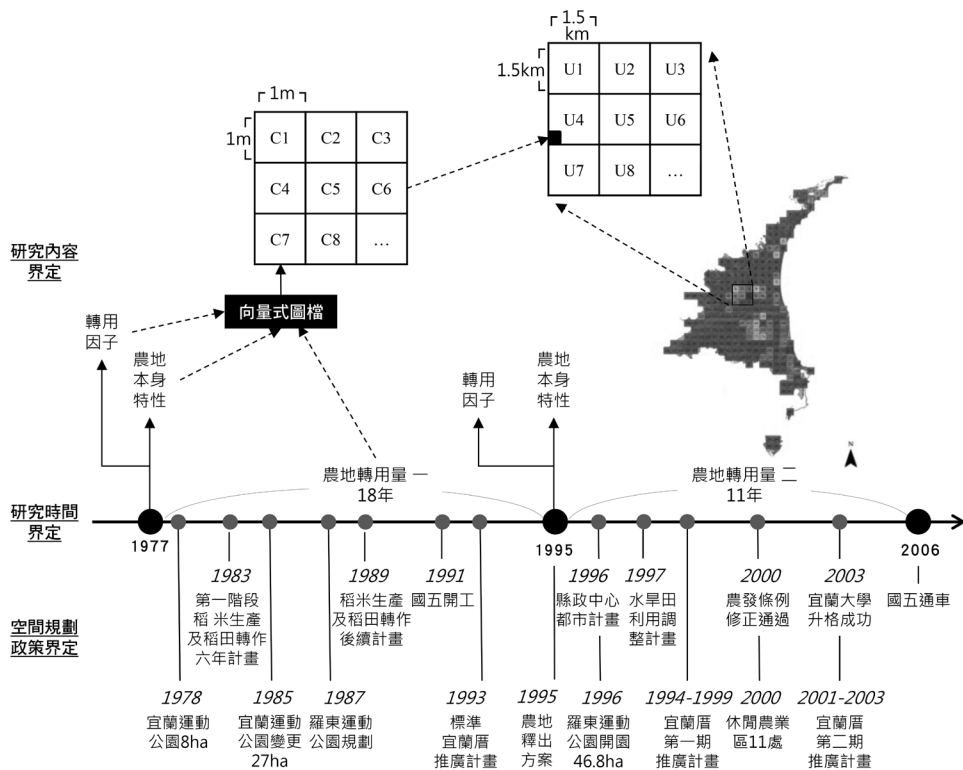 1.5
km
1.5km
U1
U2
U3
U4
U5
U6
U7
U8
…
1m
1m
C1
C2
C3
C4
C5
C6
C7
C8
…
研究內容
界定
向量式圖檔
轉用
因子
農地
本身
特性
轉用
因子
農地
本身
特性
N
農地轉用量 一
18年
農地轉用量 二
11年
研究時間
界定
1977
1995
2006
空間規劃
政策界定
1983
第一階段
稻 米生產
及稻田轉作
六年計畫
1989
稻米生產
及稻田轉作
後續計畫
1991
國五開工
1996
縣政中心
都市計畫
1997
水旱田
利用調
整計畫
2000
農發條例
修正通過
2003
宜蘭大學
升格成功
國五通車
1978
宜蘭運動
公園8ha
1985
宜蘭運動
公園變更
27ha
1987
羅東運動
公園規劃
1993
標準
宜蘭厝
推廣計畫
1995
農地
釋出
方案
1996
羅東運動
公園開園
46.8ha
1994-1999
宜蘭厝
第一期
推廣計畫
2000
休閒農業
區11處
2001-2003
宜蘭厝
第二期
推廣計畫